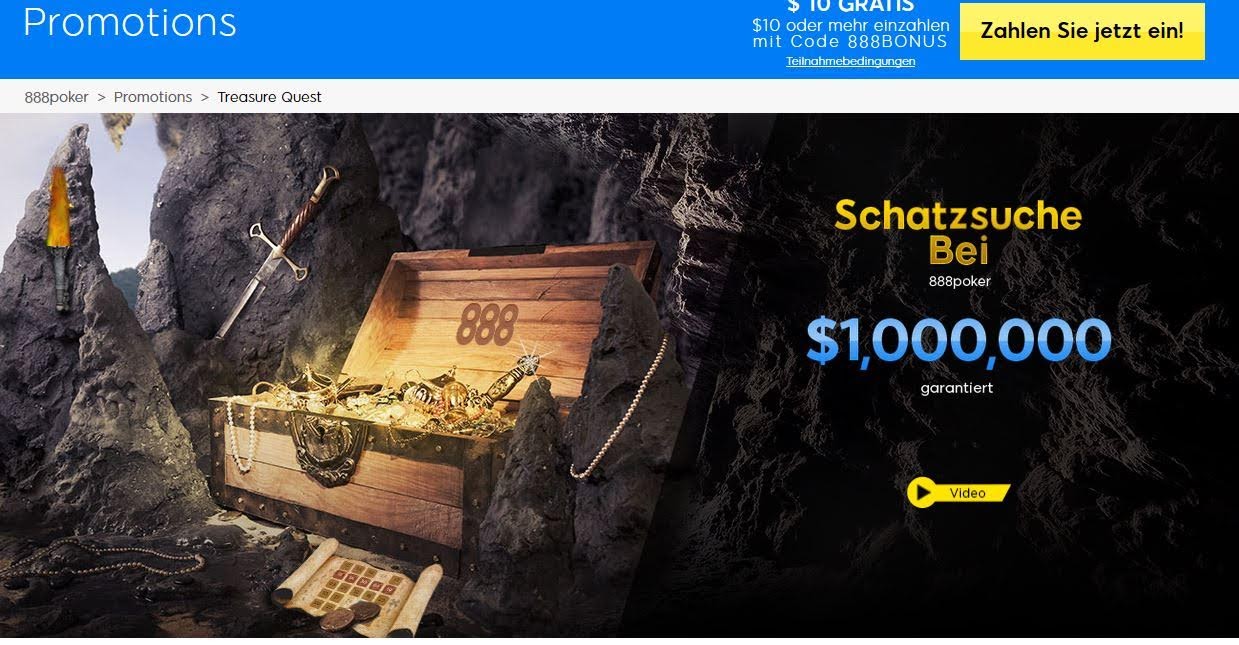 Promotions
$ 10 GRATIS
$10 oder mehr einzahlen
mit Code 888BONUS
Teilnahmebedingungen
Zahlen Sie jetzt ein!
888poker > Promotions > Treasure Quest
888
Schatzsuche
Bei
888poker
$1,000,000
garantiert
Video